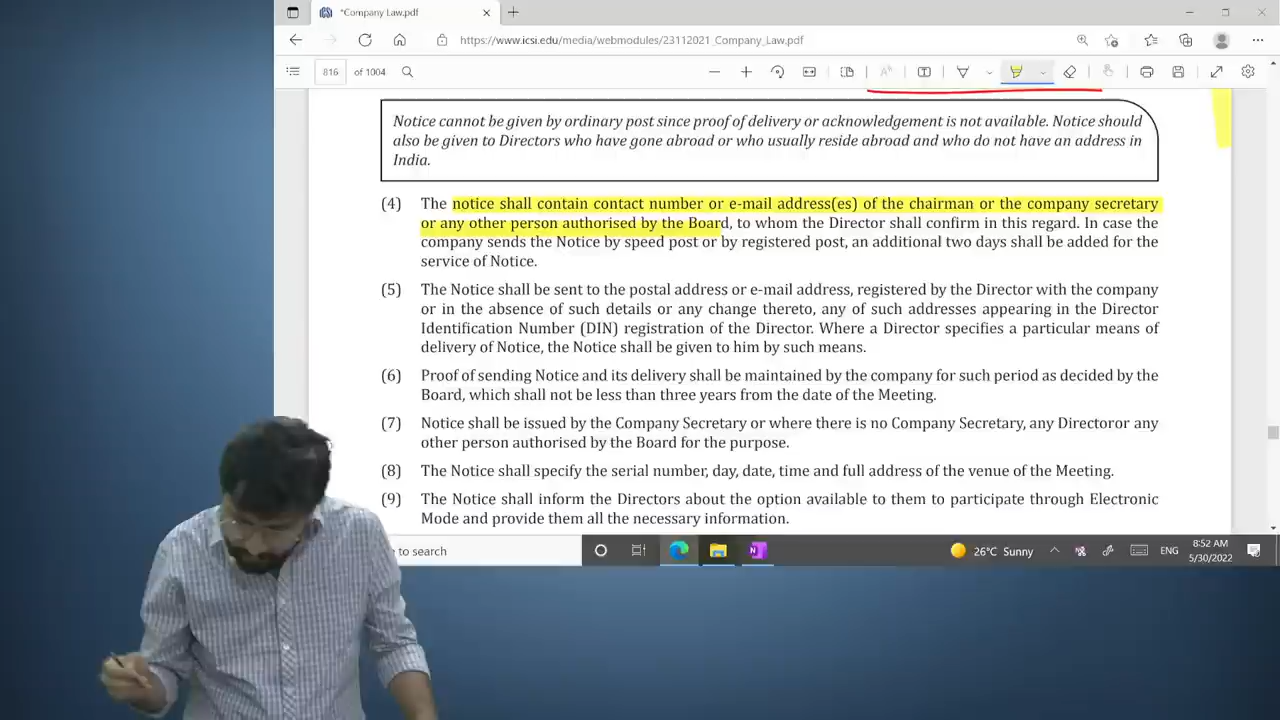 *Company Law.pdf
https://www.icsi.edu/media/webmodules/23112021_Company_Law.pdf
816 of 1004
Notice cannot be given by ordinary post since proof of delivery or acknowledgement is not available. Notice should
also be given to Directors who have gone abroad or who usually reside abroad and who do not have an address in
India.
(4) The notice shall contain contact number or e-mail address(es) of the chairman or the company secretary
or any other person authorised by the Board, to whom the Director shall confirm in this regard. In case the
company sends the Notice by speed post or by registered post, an additional two days shall be added for the
service of Notice.
(5) The Notice shall be sent to the postal address or e-mail address, registered by the Director with the company
or in the absence of such details or any change thereto, any of such addresses appearing in the Director
Identification Number (DIN) registration of the Director. Where a Director specifies a particular means of
delivery of Notice, the Notice shall be given to him by such means.
(6) Proof of sending Notice and its delivery shall be maintained by the company for such period as decided by the
Board, which shall not be less than three years from the date of the Meeting.
(7) Notice shall be issued by the Company Secretary or where there is no Company Secretary, any Directoror any
other person authorised by the Board for the purpose.
(8) The Notice shall specify the serial number, day, date, time and full address of the venue of the Meeting.
(9) The Notice shall inform the Directors about the option available to them to participate through Electronic
Mode and provide them all the necessary information.
to search
26°C Sunny
ENG
8:52 AM
5/30/2022